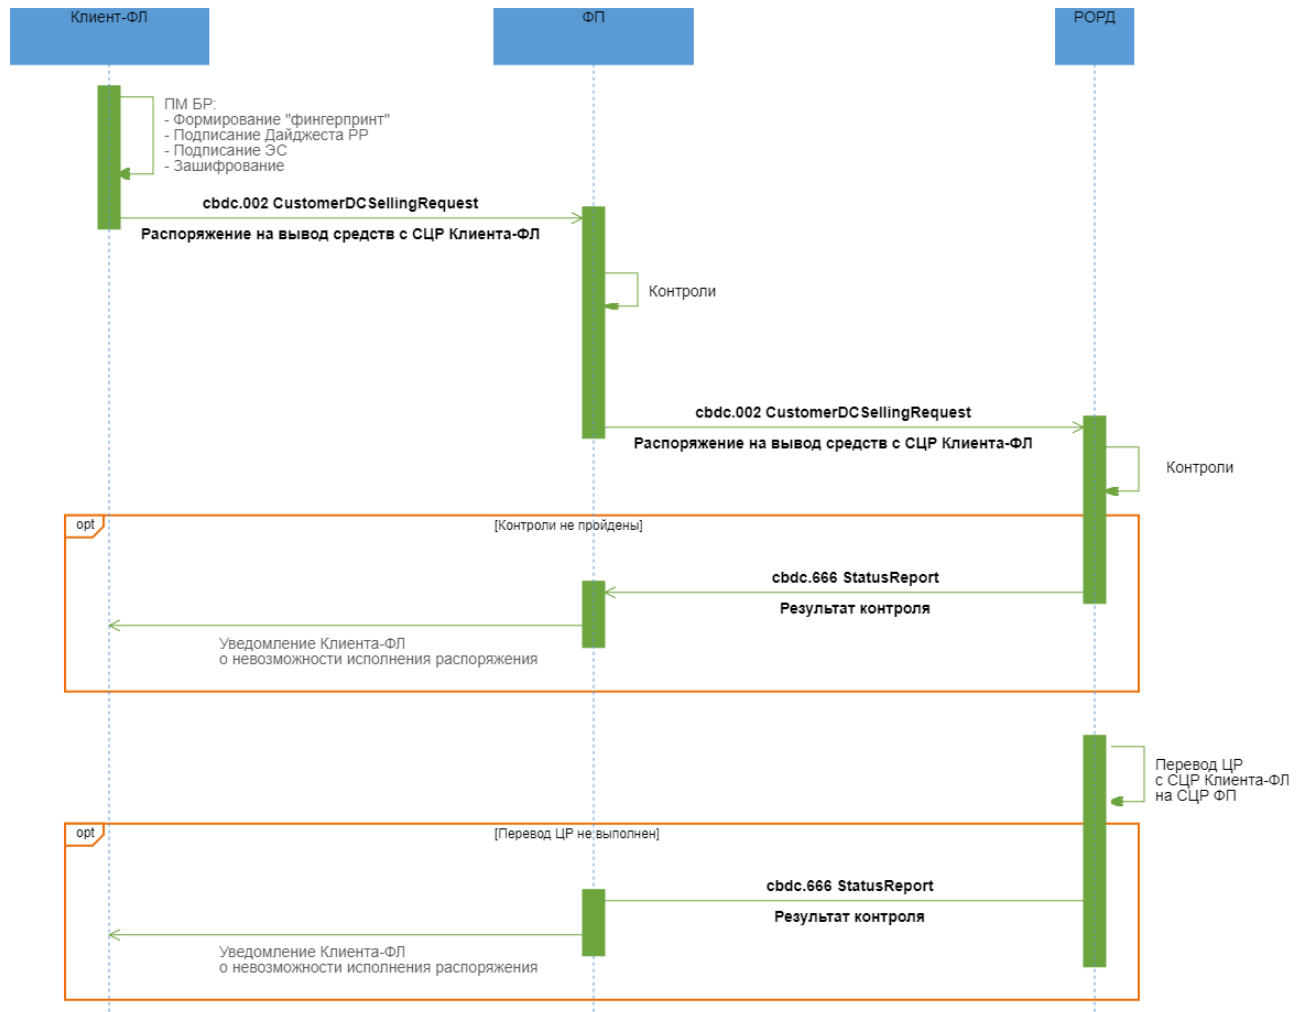 Клиент-ФЛ
ФП
РОРД
ПМ БР:
- Формирование "фингерпринт"
- Подписание Дайджеста РР
- Подписание ЭС
- Зашифрование
cbdc.002 CustomerDCSellingRequest
Распоряжение на вывод средств с СЦР Клиента-ФЛ
Контроли
cbdc.002 CustomerDCSellingRequest
Распоряжение на вывод средств с СЦР Клиента-ФЛ
Контроли
opt
[Контроли не пройдены]
cbdc.666 StatusReport
Результат контроля
Уведомление Клиента-ФЛ
о невозможности исполнения распоряжения
Перевод ЦР
с СЦР Клиента-ФЛ
на СЦР ФП
opt
[Перевод ЦР не выполнен]
cbdc.666 StatusReport
Результат контроля
Уведомление Клиента-ФЛ
о невозможности исполнения распоряжения